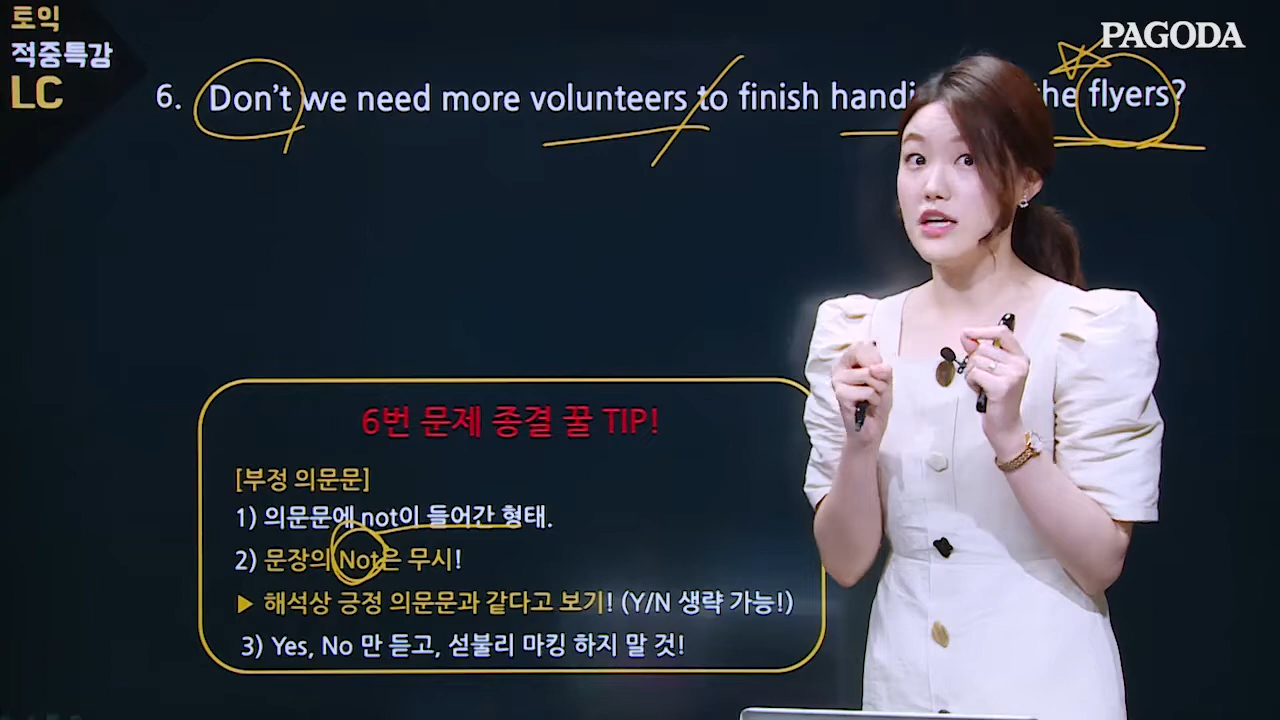 토익
적중특강
LC
PAGODA
6. Don't we need more volunteers to finish handi the flyers?
6번 문제 종결 꿀 TIP!
[부정 의문문]
1) 의문문에 not이 들어간 형태.
2) 문장의 Not은 무시!
▶ 해석상 긍정 의문문과 같다고 보기! (Y/N 생략 가능!)
3) Yes, No 만 듣고, 섣불리 마킹 하지 말 것!